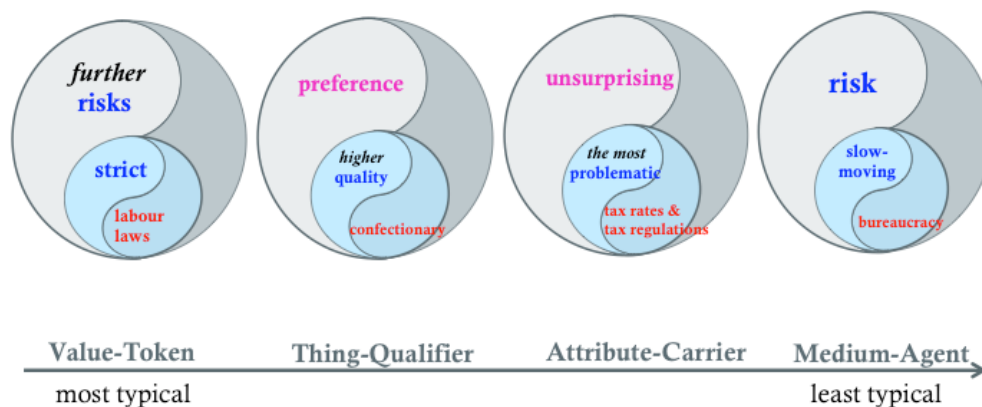 further
risks
strict
labour
laws
preference
higher
quality
confectionary
unsurprising
the most
problematic
tax rates &
tax regulations
risk
slow-
moving
bureaucracy
Value-Token
Thing-Qualifier
Attribute-Carrier
Medium-Agent
most typical
least typical